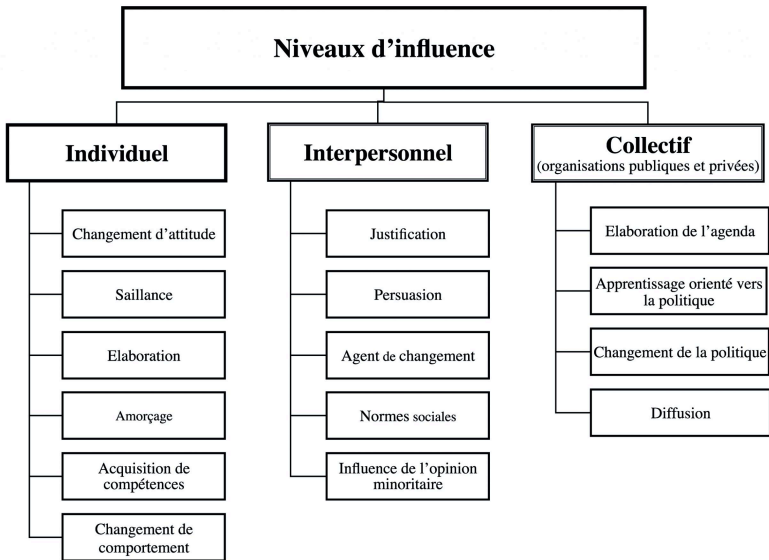 Niveaux d'influence
Individuel
Changement d'attitude
Saillance
Elaboration
Amorçage
Acquisition de
compétences
Changement de
comportement
Interpersonnel
Justification
Persuasion
Agent de changement
Normes sociales
Influence de l'opinion
minoritaire
Collectif
(organisations publiques et privées)
Elaboration de l'agenda
Apprentissage orienté vers
la politique
Changement de la politique
Diffusion